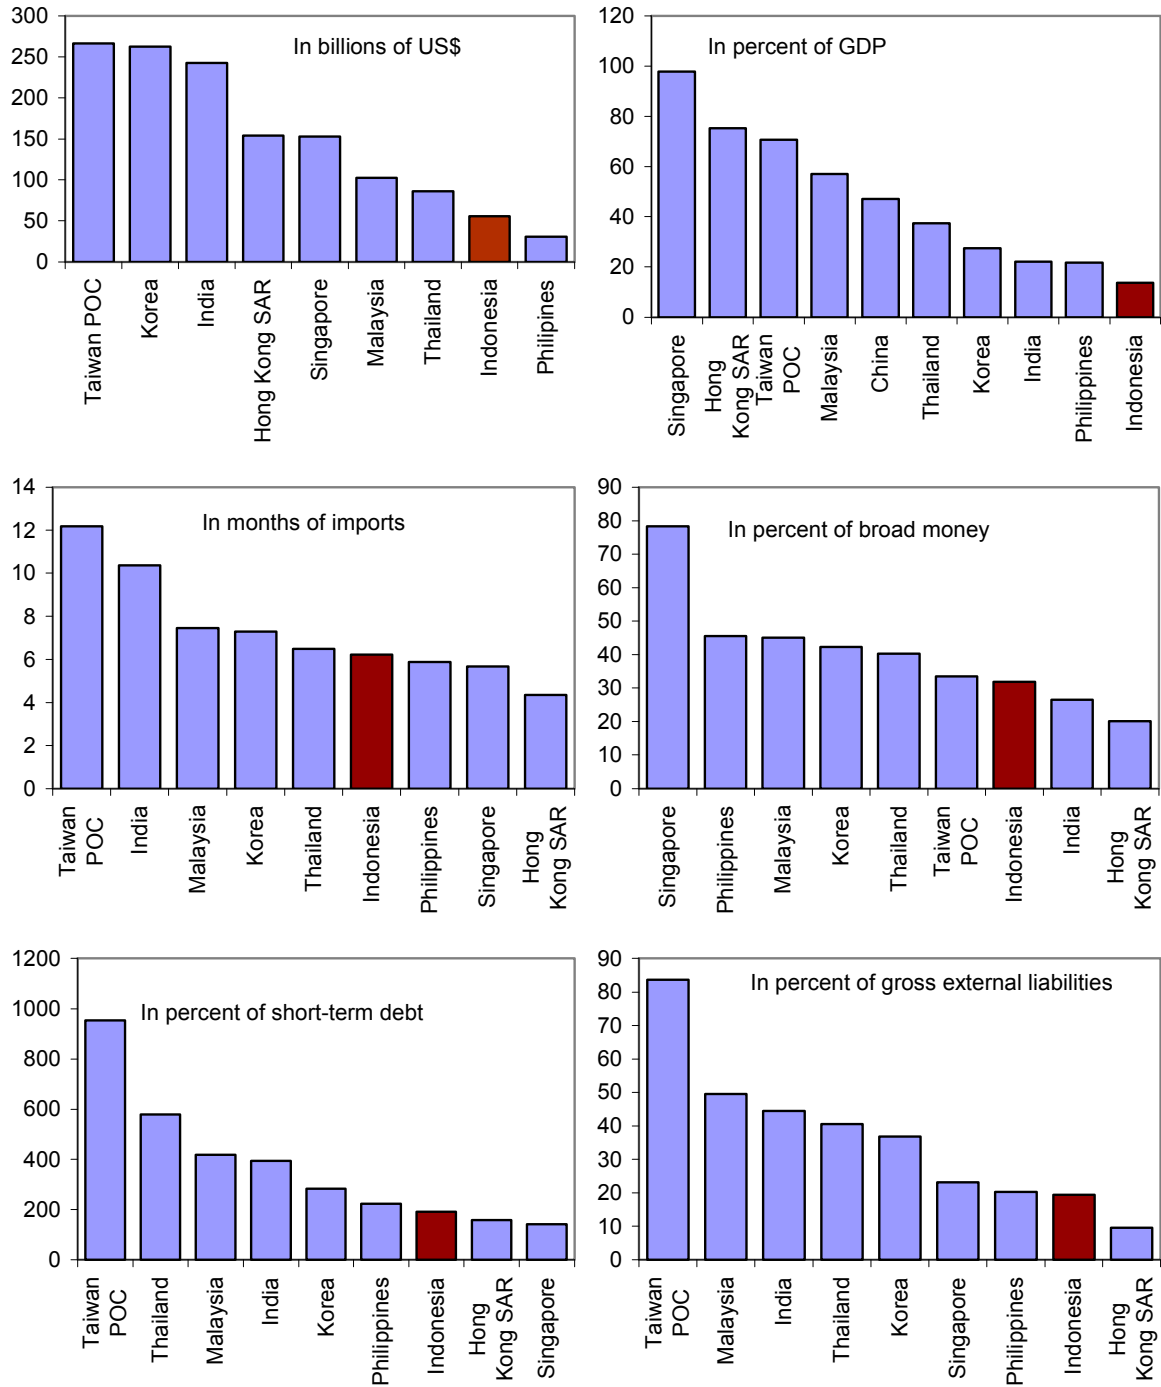 In billions of US$
300
250
200
150
100
50
0
Taiwan POC
Korea
India
Hong Kong SAR
Singapore
Malaysia
Thailand
Indonesia
Philipines
In percent of GDP
120
100
80
60
40
20
0
Singapore
Hong
Kong SAR
Taiwan
POC
Malaysia
China
Thailand
Korea
India
Philippines
Indonesia
In months of imports
14
12
10
8
6
4
2
0
Taiwan
POC
India
Malaysia
Korea
Thailand
Indonesia
Philippines
Singapore
Hong
Kong SAR
In percent of broad money
90
80
70
60
50
40
30
20
10
0
Singapore
Philippines
Malaysia
Korea
Thailand
Taiwan
POC
Indonesia
India
Hong
Kong SAR
In percent of short-term debt
1200
1000
800
600
400
200
0
Taiwan
POC
Thailand
Malaysia
India
Korea
Philippines
Indonesia
Hong
Kong SAR
Singapore
In percent of gross external liabilities
90
80
70
60
50
40
30
20
10
0
Taiwan
POC
Malaysia
India
Thailand
Korea
Singapore
Philippines
Indonesia
Hong
Kong SAR